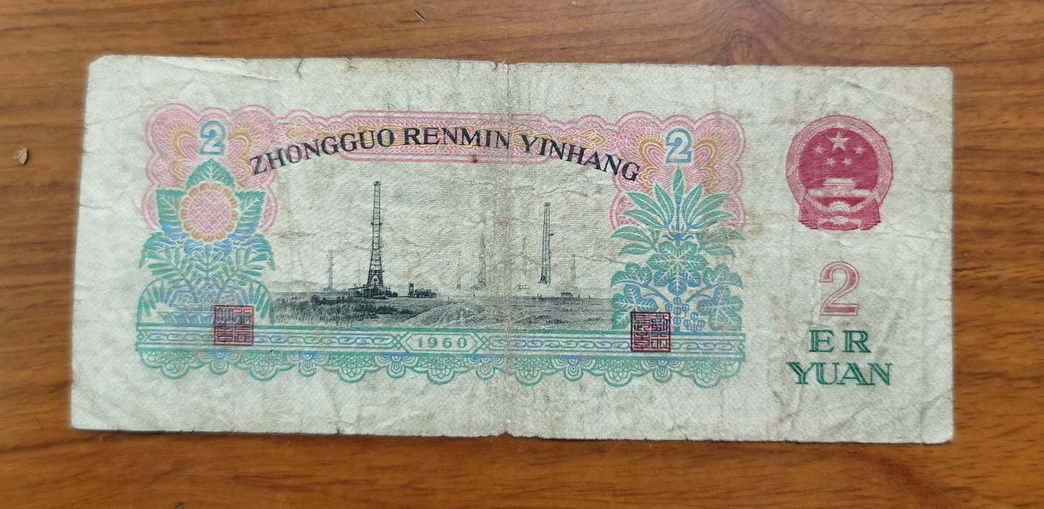 2
2
ZHONGGUO RENMIN YINHANG
2
ER
YUAN
1960